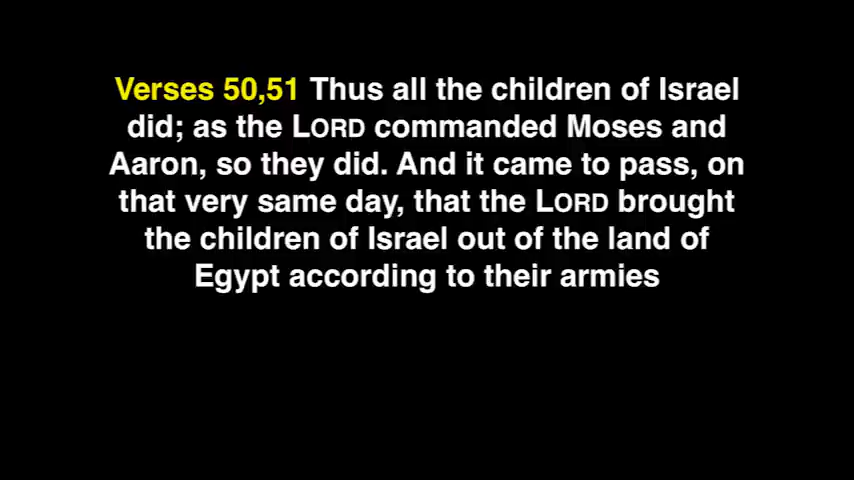 Verses 50,51 Thus all the children of Israel
did; as the LORD commanded Moses and
Aaron, so they did. And it came to pass, on
that very same day, that the LORD brought
the children of Israel out of the land of
Egypt according to their armies